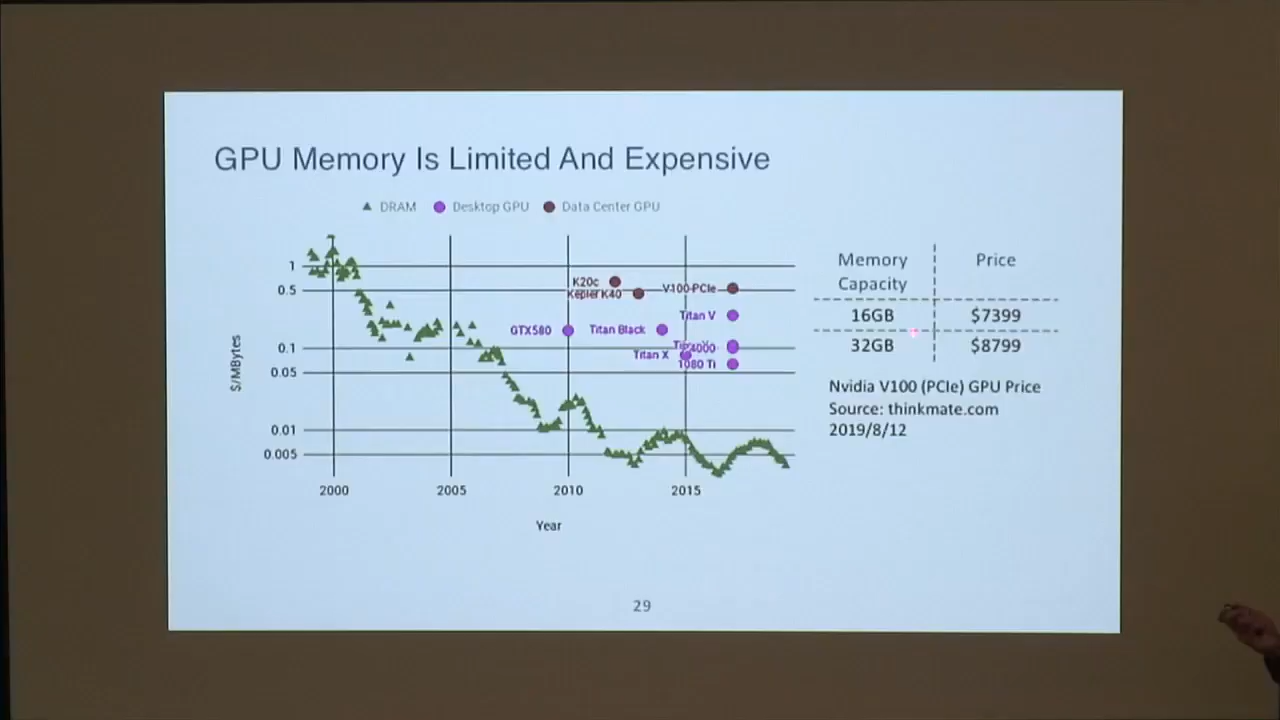 GPU Memory Is Limited And Expensive
DRAM Desktop GPU Data Center GPU
1
0.5
0.1
0.05
0.01
0.005
$/MBytes
K20c
Kepler K40
V100-PCIe
Titan V
GTX580
Titan Black
Titan X
1080 Ti
2000 2005 2010 2015
Year
Memory Capacity Price
16GB $7399
32GB $8799
Nvidia V100 (PCIe) GPU Price
Source: thinkmate.com
2019/8/12
29